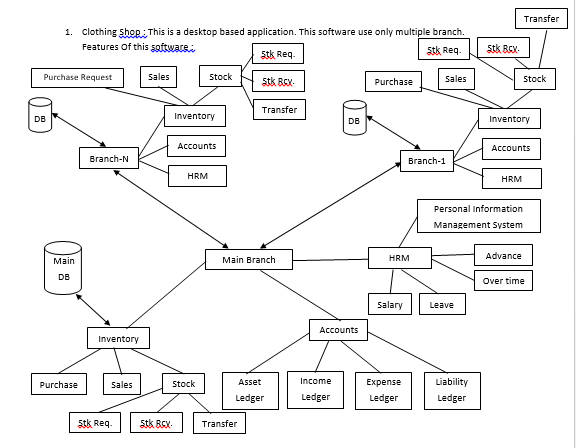 Transfer
1. Clothing Shop : This is a desktop based application. This software use only multiple branch.
Features Of this software :
Stk Req.
Stk Req.
Stk Rcv.
Purchase Request
Sales
Stock
Stk Rcv.
Purchase
Sales
Stock
Transfer
DB
Inventory
DB
Inventory
Accounts
Accounts
Branch-N
Branch-1
HRM
HRM
Personal Information
Management System
Main Branch
HRM
Advance
Main
DB
Over time
Salary
Leave
Inventory
Accounts
Purchase
Sales
Stock
Asset
Ledger
Income
Ledger
Expense
Ledger
Liability
Ledger
Stk Req.
Stk Rcv.
Transfer